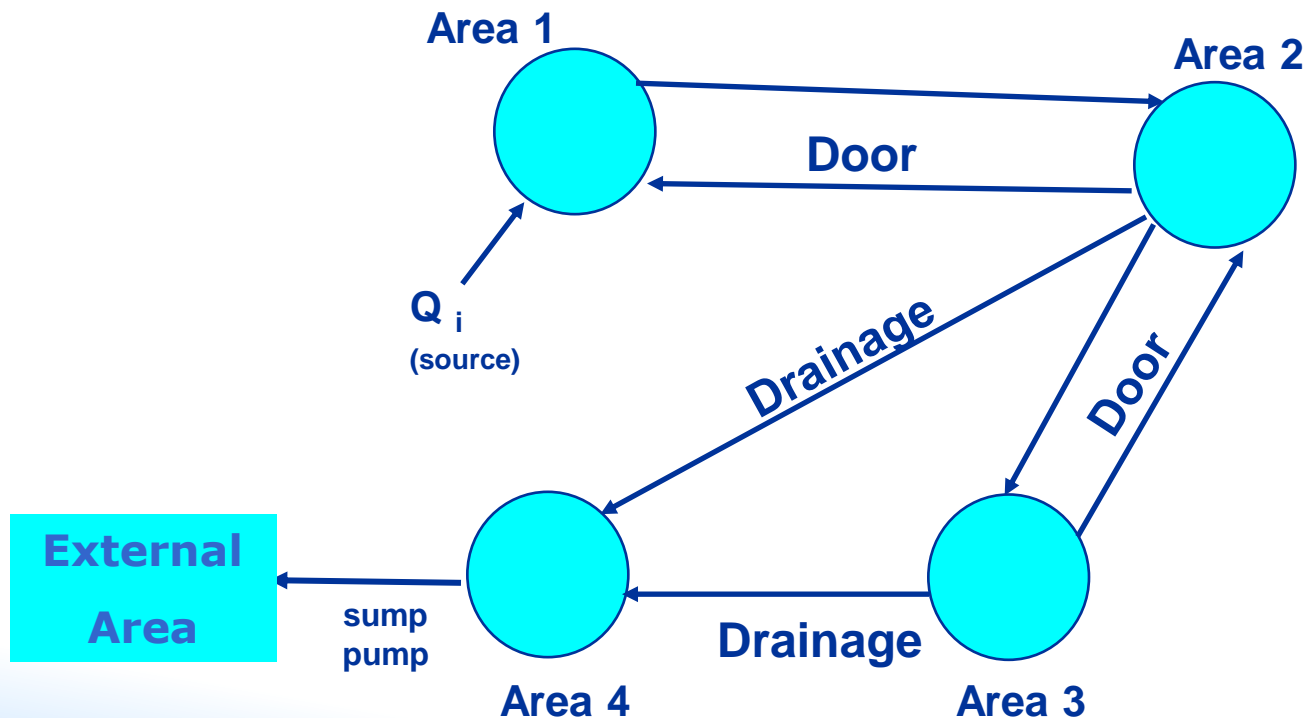 Area 1
Area 2
Door
Q i
(source)
Drainage
Door
External
Area
sump
pump
Drainage
Area 4
Area 3